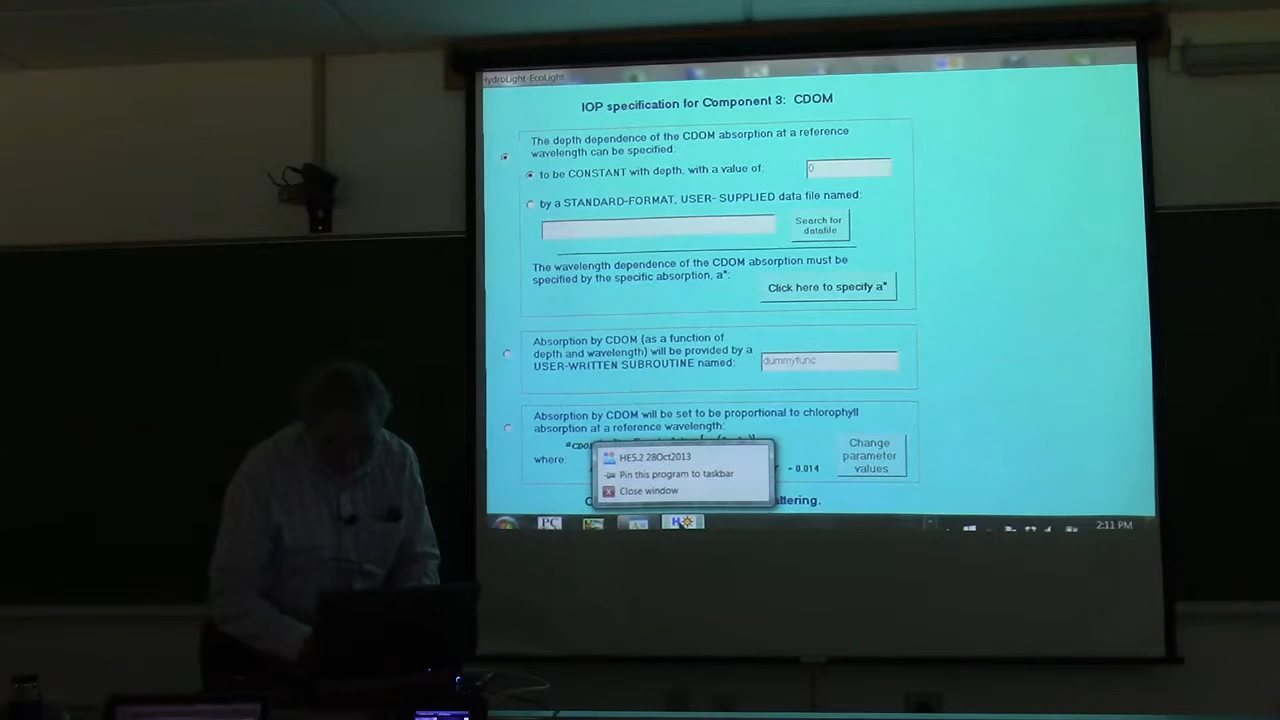 HydroLight-EcoLight
IOP specification for Component 3: CDOM
The depth dependence of the CDOM absorption at a reference
wavelength can be specified:
to be CONSTANT with depth, with a value of:
0
by a STANDARD-FORMAT, USER- SUPPLIED data file named:
Search for
datafile
The wavelength dependence of the CDOM absorption must be
specified by the specific absorption, a*:
Click here to specify a*
Absorption by CDOM (as a function of
depth and wavelength) will be provided by a
USER-WRITTEN SUBROUTINE named:
dummyfunc
Absorption by CDOM will be set to be proportional to chlorophyll
absorption at a reference wavelength:
where:
= 0.014
Change
parameter
values
HE5.2 28Oct2013
Pin this program to taskbar
Close window
attering.
PC
H
2:11 PM